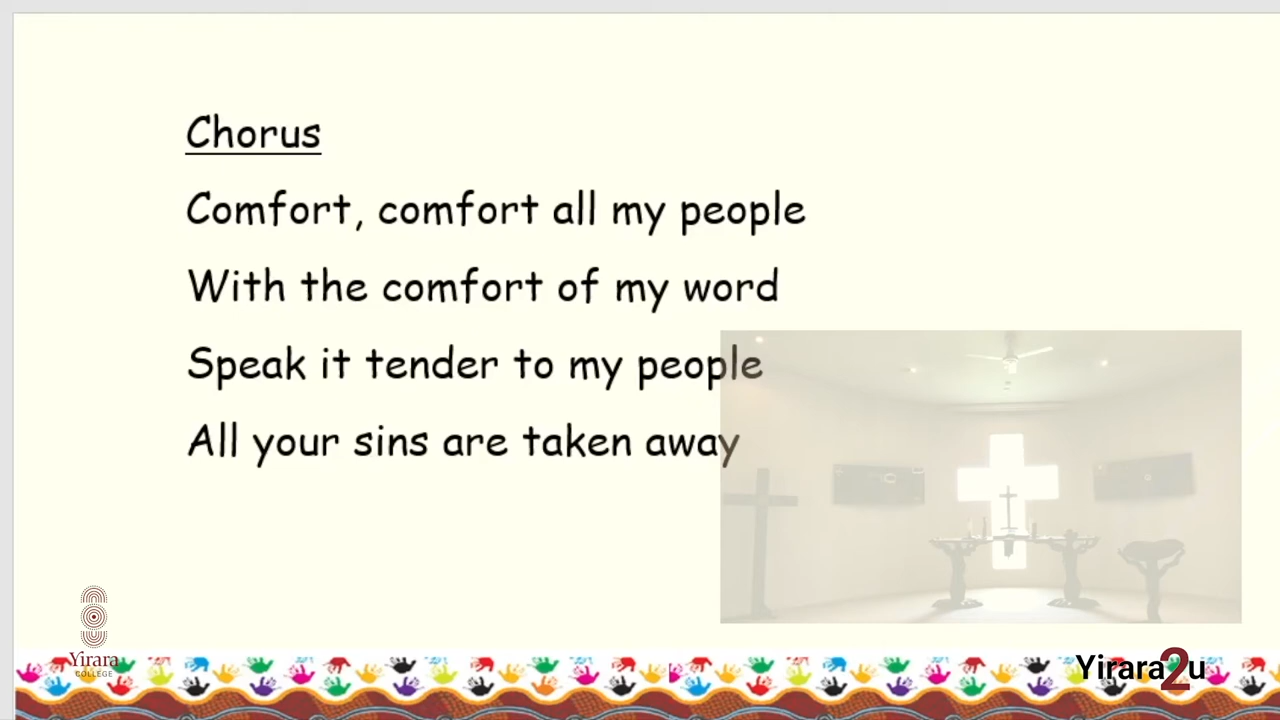 Chorus
Comfort, comfort all my people
With the comfort of my word
Speak it tender to my people
All your sins are taken away
Yirara
COLLEGE
Yirara2u